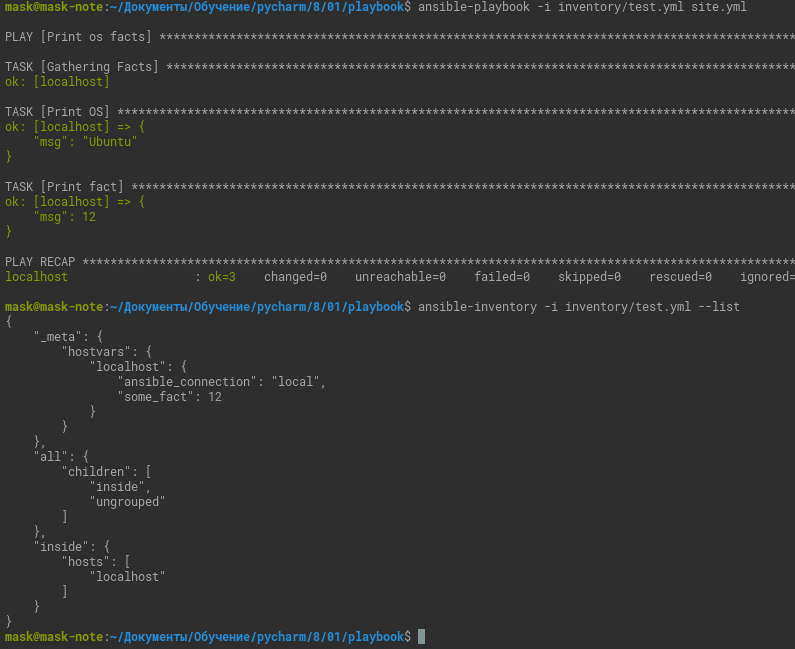 mask@mask-note:~/Документы/Обучение/pycharm/8/01/playbook$ ansible-playbook -i inventory/test.yml site.yml

PLAY [Print os facts] *******************************************************************************************

TASK [Gathering Facts] ******************************************************************************************
ok: [localhost]

TASK [Print OS] *************************************************************************************************
ok: [localhost] => {
    "msg": "Ubuntu"
}

TASK [Print fact] ***********************************************************************************************
ok: [localhost] => {
    "msg": 12
}

PLAY RECAP ******************************************************************************************************
localhost                  : ok=3    changed=0    unreachable=0    failed=0    skipped=0    rescued=0    ignored=

mask@mask-note:~/Документы/Обучение/pycharm/8/01/playbook$ ansible-inventory -i inventory/test.yml --list
{
    "_meta": {
        "hostvars": {
            "localhost": {
                "ansible_connection": "local",
                "some_fact": 12
            }
        }
    },
    "all": {
        "children": [
            "inside",
            "ungrouped"
        ]
    },
    "inside": {
        "hosts": [
            "localhost"
        ]
    }
}
mask@mask-note:~/Документы/Обучение/pycharm/8/01/playbook$